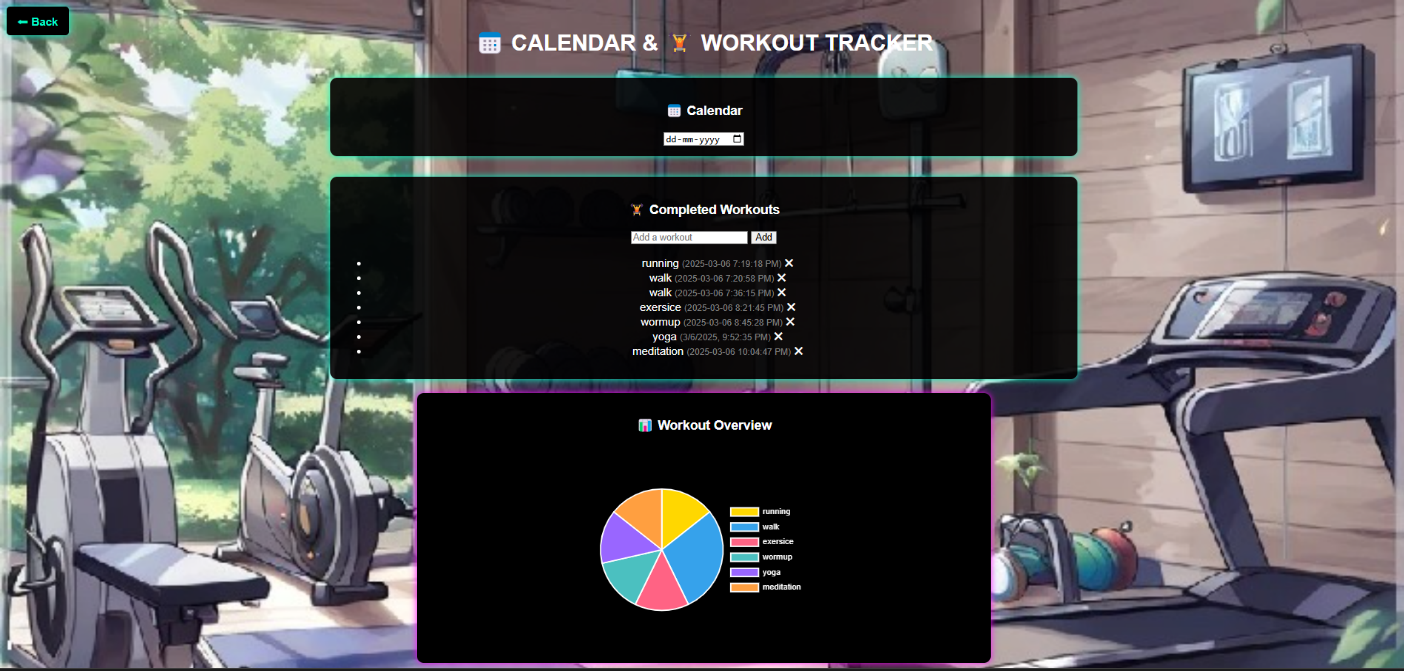 ⬅ Back
📅 CALENDAR & 🏋 WORKOUT TRACKER
📅 Calendar
dd-mm-yyyy
🏋 Completed Workouts
Add a workout Add
running (2025-03-06 7:19:18 PM) ✕
walk (2025-03-06 7:20:58 PM) ✕
walk (2025-03-06 7:36:15 PM) ✕
exersice (2025-03-06 8:21:45 PM) ✕
wormup (2025-03-06 8:45:28 PM) ✕
yoga (3/6/2025, 9:52:35 PM) ✕
meditation (2025-03-06 10:04:47 PM) ✕
📊 Workout Overview
running
walk
exersice
wormup
yoga
meditation